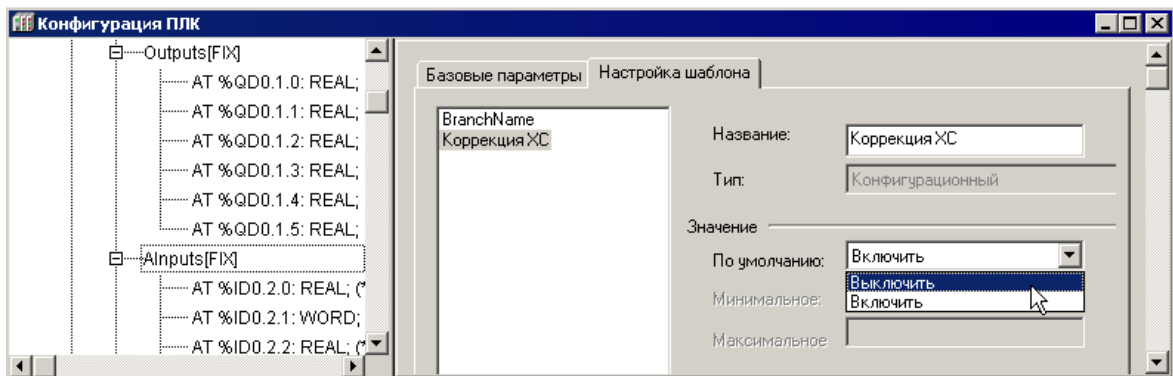 Конфигурация ПЛК
Outputs[FIX]
AT %QD0.1.0: REAL;
AT %QD0.1.1: REAL;
AT %QD0.1.2: REAL;
AT %QD0.1.3: REAL;
AT %QD0.1.4: REAL;
AT %QD0.1.5: REAL;
AInputs[FIX]
AT %ID0.2.0: REAL; (*
AT %ID0.2.1: WORD;
AT %ID0.2.2: REAL; (*
Базовые параметры Настройка шаблона
BranchName
Коррекция ХС
Название: Коррекция ХС
Тип: Конфигурационный
Значение
По умолчанию: Включить
Выключить
Включить
Минимальное:
Максимальное